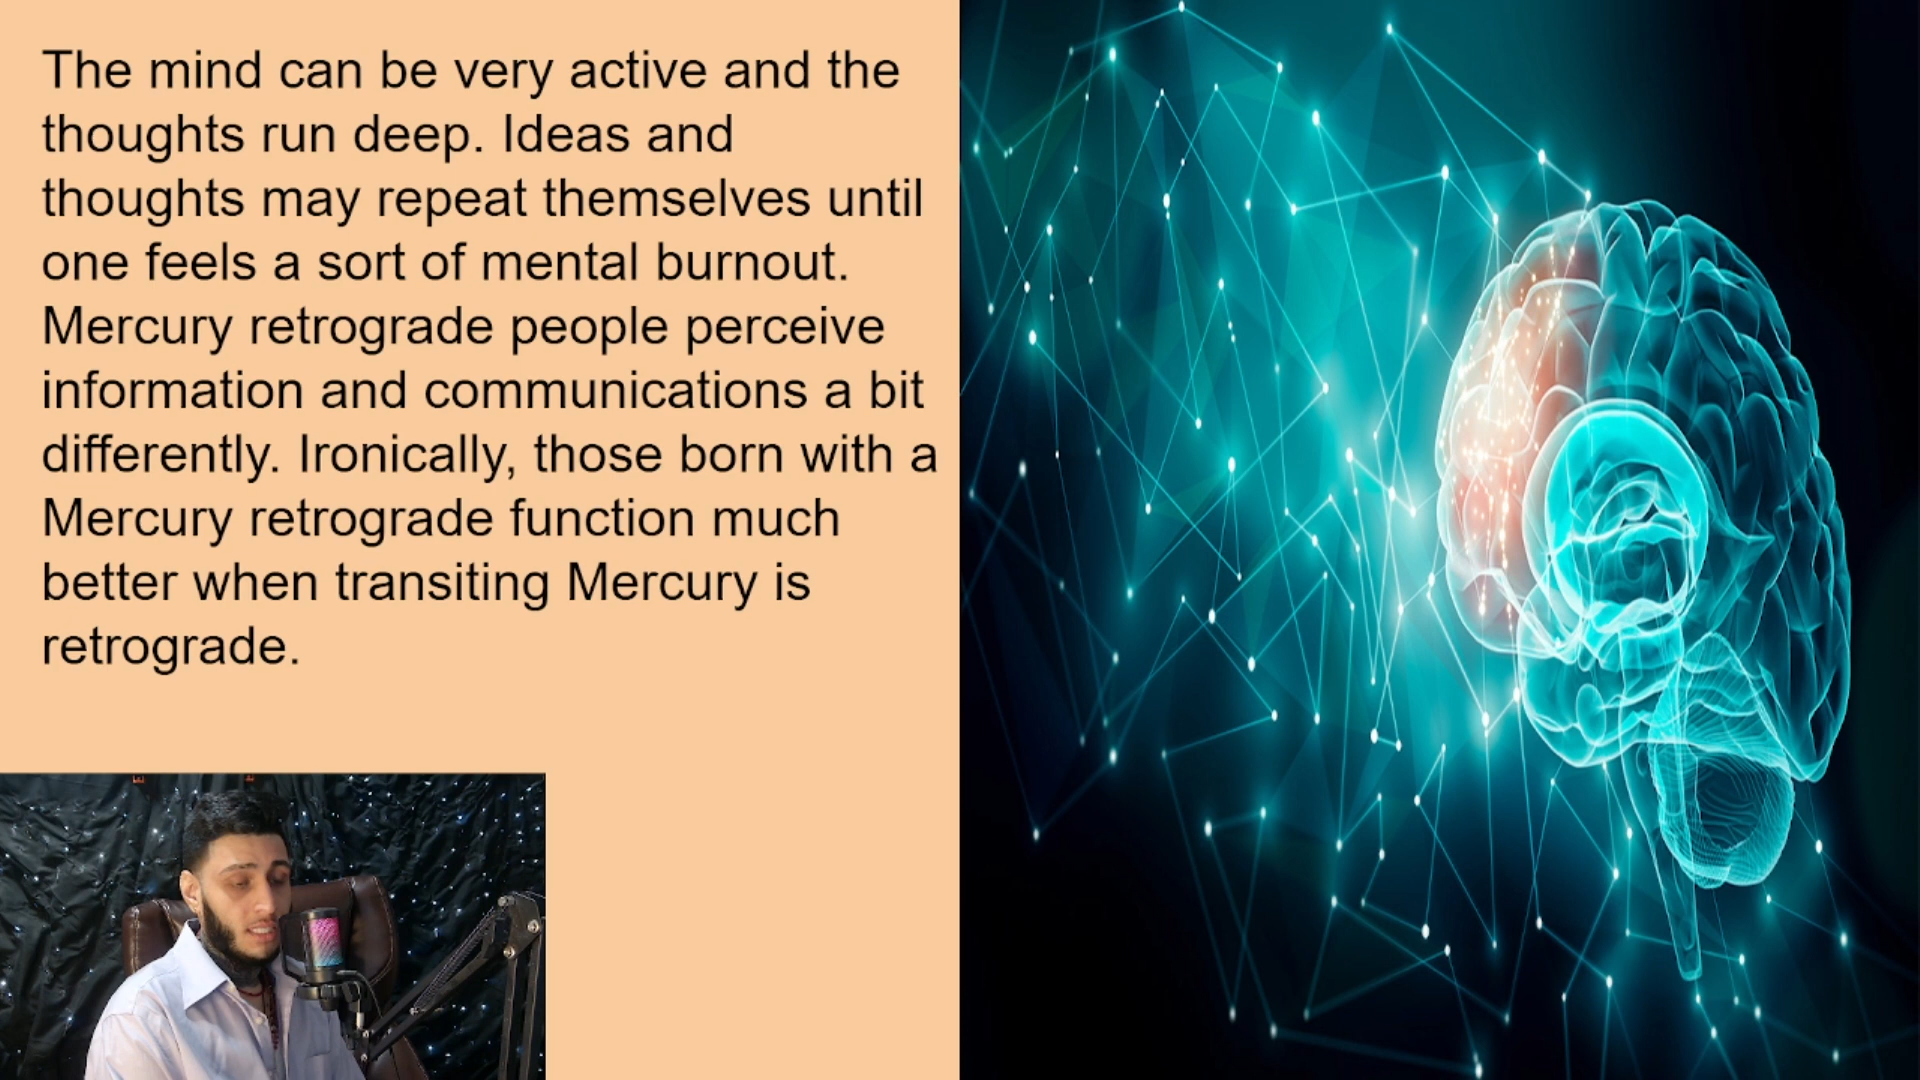 The mind can be very active and the
thoughts run deep. Ideas and
thoughts may repeat themselves until
one feels a sort of mental burnout.
Mercury retrograde people perceive
information and communications a bit
differently. Ironically, those born with a
Mercury retrograde function much
better when transiting Mercury is
retrograde.